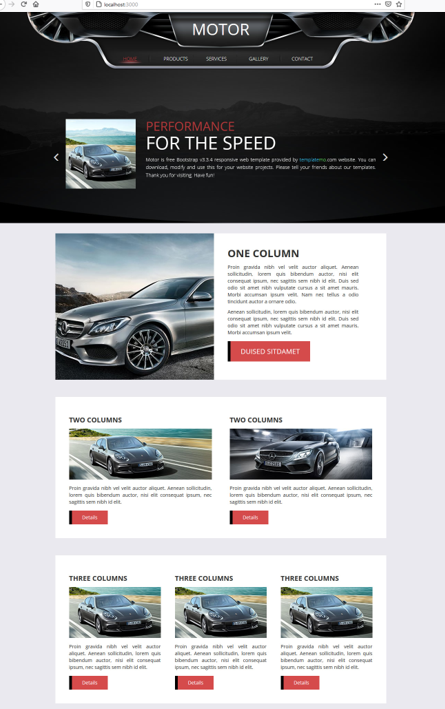 localhost:3000
MOTOR
HOME PRODUCTS SERVICES GALLERY CONTACT
PERFORMANCE
FOR THE SPEED
Motor is free Bootstrap v3.3.4 responsive web template provided by templatemo.com website. You can
download, modify and use this for your website projects. Please tell your friends about our templates.
Thank you for visiting. Have fun!
ONE COLUMN
Proin gravida nibh vel velit auctor aliquet. Aenean
sollicitudin, lorem quis bibendum auctor, nisi elit
consequat ipsum, nec sagittis sem nibh id elit. Duis sed
odio sit amet nibh vulputate cursus a sit amet mauris.
Morbi accumsan ipsum velit. Nam nec tellus a odio
tincidunt auctor a ornare odio.
Aenean sollicitudin, lorem quis bibendum auctor, nisi elit
consequat ipsum, nec sagittis sem nibh id elit. Duis sed
odio sit amet nibh vulputate cursus a sit amet mauris.
Morbi accumsan ipsum velit.
DUISED SITDAMET
TWO COLUMNS
Proin gravida nibh vel velit auctor aliquet. Aenean sollicitudin,
lorem quis bibendum auctor, nisi elit consequat ipsum, nec
sagittis sem nibh id elit.
Details
TWO COLUMNS
Proin gravida nibh vel velit auctor aliquet. Aenean sollicitudin,
lorem quis bibendum auctor, nisi elit consequat ipsum, nec
sagittis sem nibh id elit.
Details
THREE COLUMNS
Proin gravida nibh vel velit auctor
aliquet. Aenean sollicitudin, lorem quis
bibendum auctor, nisi elit consequat
ipsum, nec sagittis sem nibh id elit.
Details
THREE COLUMNS
Proin gravida nibh vel velit auctor
aliquet. Aenean sollicitudin, lorem quis
bibendum auctor, nisi elit consequat
ipsum, nec sagittis sem nibh id elit.
Details
THREE COLUMNS
Proin gravida nibh vel velit auctor
aliquet. Aenean sollicitudin, lorem quis
bibendum auctor, nisi elit consequat
ipsum, nec sagittis sem nibh id elit.
Details